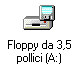 Floppy da 3,5
pollici (A:)